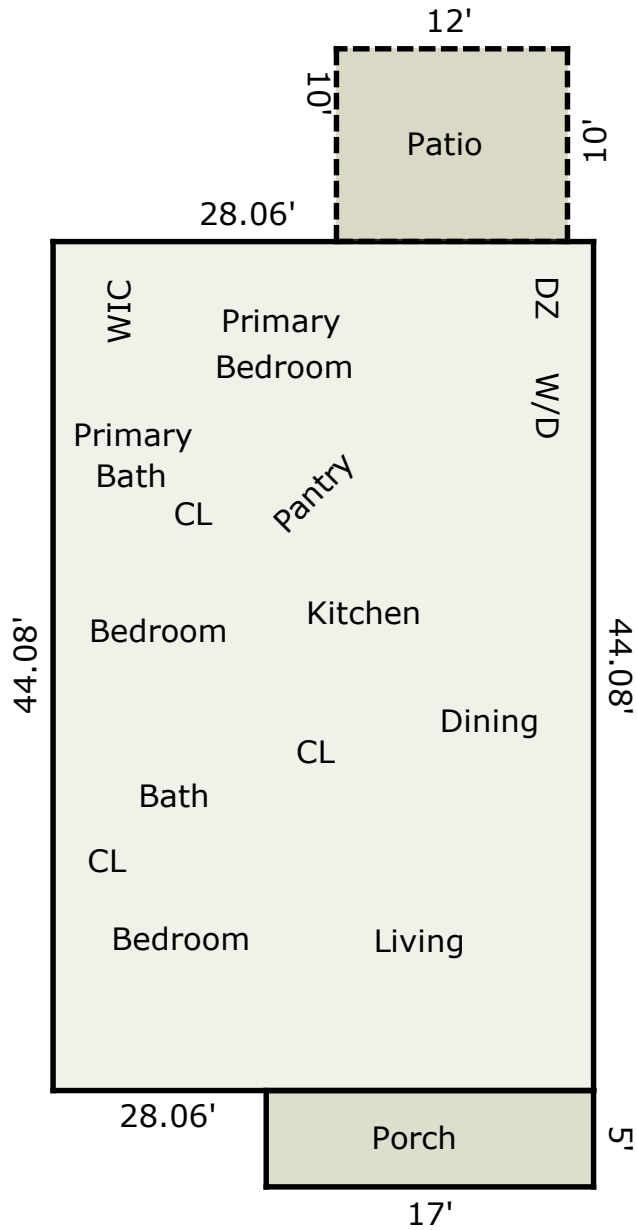 12'
10'
Patio
10'
28.06'
WIC
Primary
Bedroom
DZ
W/D
Primary
Bath
CL
Pantry
Bedroom
Kitchen
44.08'
44.08'
Dining
CL
Bath
CL
Bedroom
Living
28.06'
Porch
5'
17'